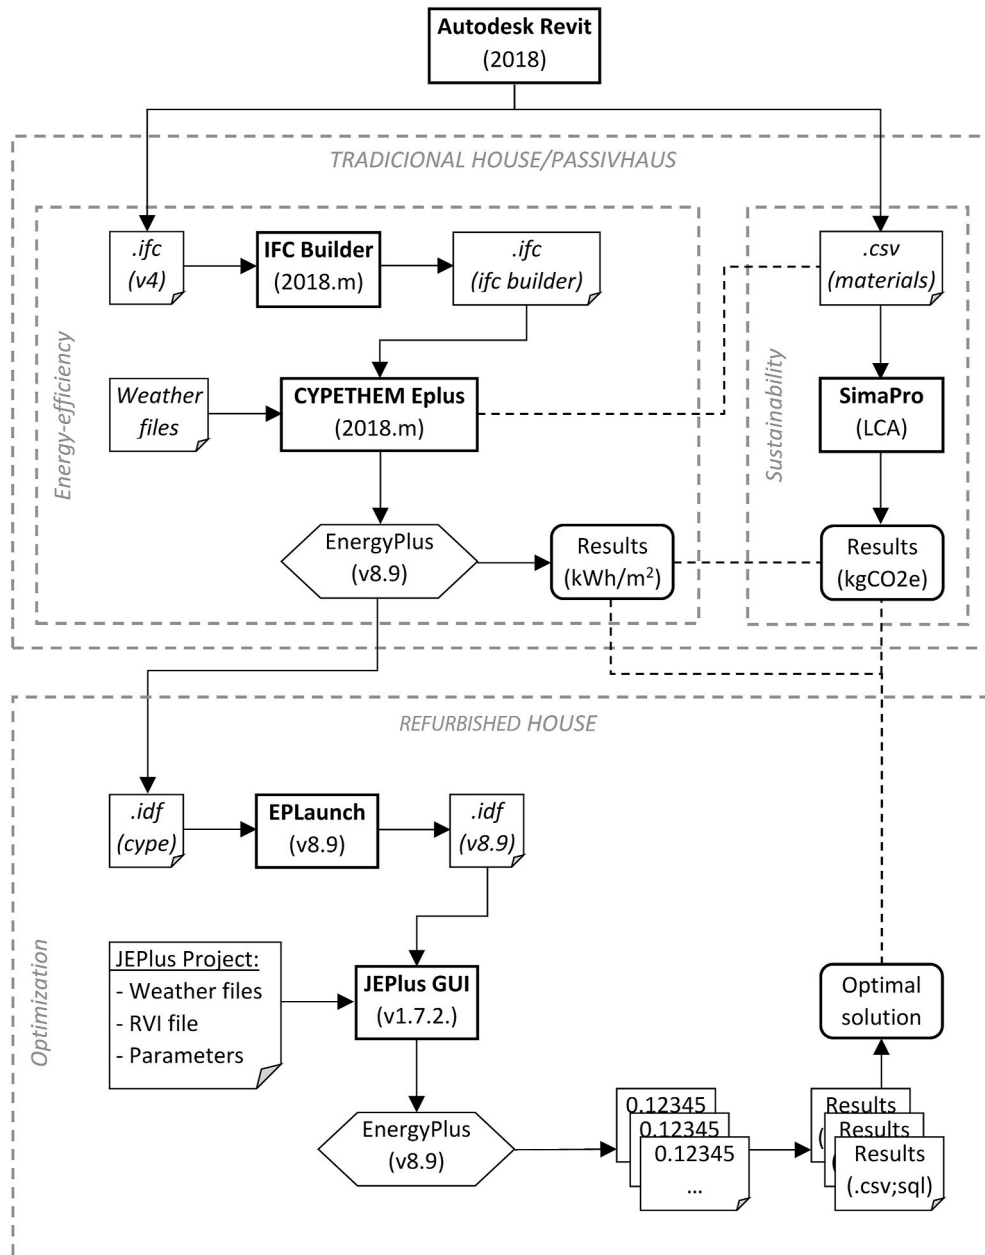 Autodesk Revit
(2018)
TRADICIONAL HOUSE/PASSIVHAUS
Energy-efficiency
.ifc
(v4)
IFC Builder
(2018.m)
.ifc
(ifc builder)
.csv
(materials)
Sustainability
Weather
files
CYPETHEM Eplus
(2018.m)
SimaPro
(LCA)
EnergyPlus
(v8.9)
Results
(kWh/m²)
Results
(kgCO2e)
REFURBISHED HOUSE
Optimization
.idf
(cype)
EPLaunch
(v8.9)
.idf
(v8.9)
JEPlus Project:
- Weather files
- RVI file
- Parameters
JEPlus GUI
(v1.7.2.)
Optimal
solution
EnergyPlus
(v8.9)
0.12345
0.12345
0.12345
...
Results
(
Results
(
Results
(.csv;sql)